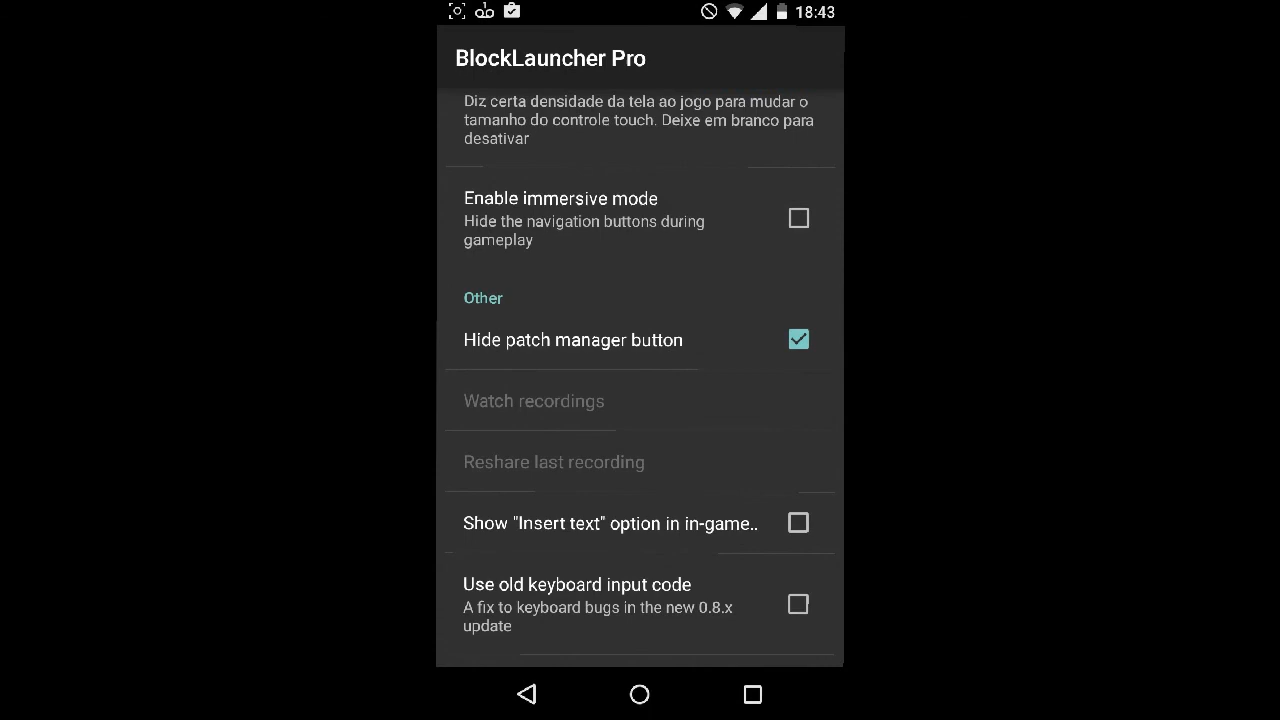 18:43
BlockLauncher Pro
Diz certa densidade da tela ao jogo para mudar o
tamanho do controle touch. Deixe em branco para
desativar
Enable immersive mode
Hide the navigation buttons during
gameplay
Other
Hide patch manager button
Watch recordings
Reshare last recording
Show "Insert text" option in in-game..
Use old keyboard input code
A fix to keyboard bugs in the new 0.8.x
update